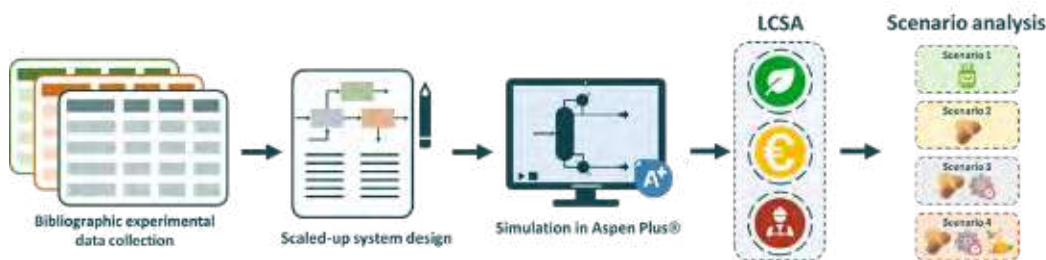 LCSA
Scenario analysis
Scenario 1
Scenario 2
Scenario 3
Scenario 4
€
A+
Bibliographic experimental
data collection
Scaled-up system design
Simulation in Aspen Plus®